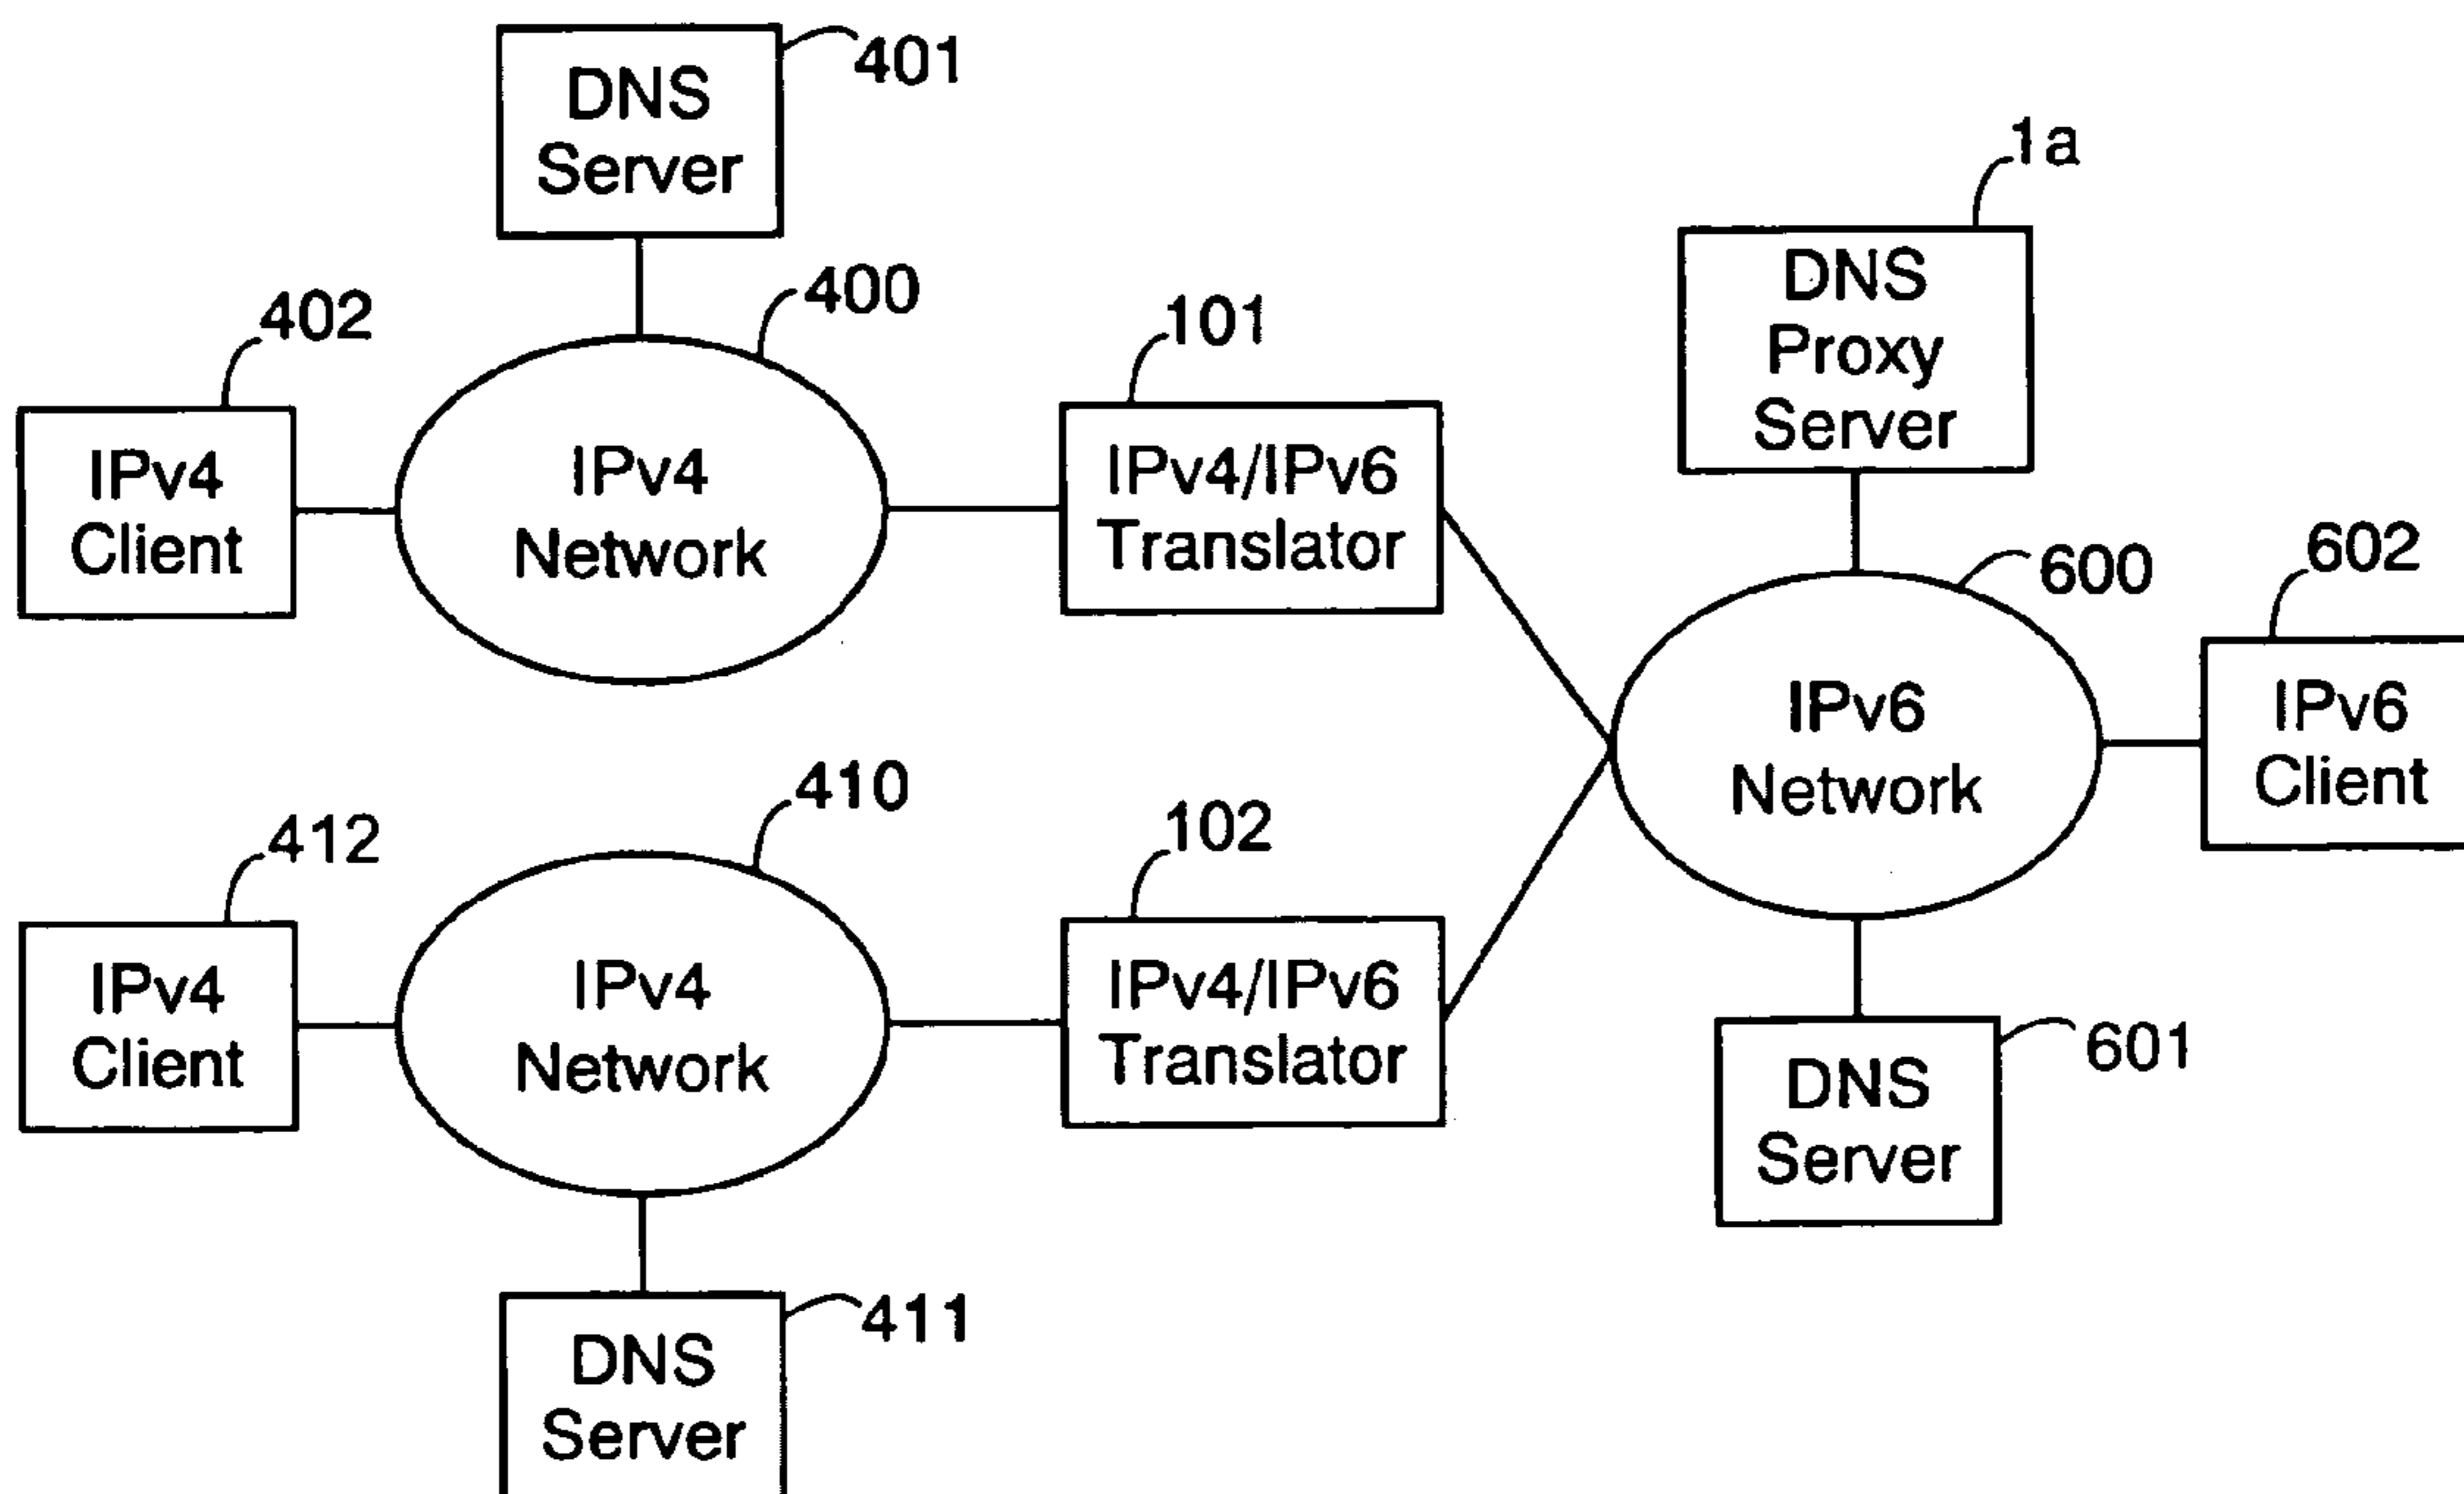 401
DNS
Server
1a
400
402
101
DNS
Proxy
Server
IPv4
Client
IPv4
Network
IPv4/IPv6
Translator
600
602
IPv6
Network
IPv6
Client
410
412
102
IPv4
Client
IPv4
Network
IPv4/IPv6
Translator
601
DNS
Server
411
DNS
Server